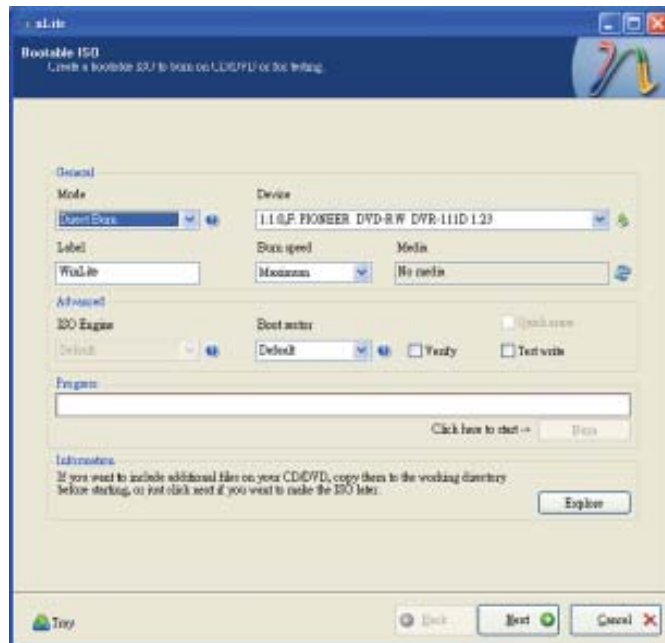 nLite
Bootable ISO
Create a bootable ISO to burn on CD/DVD or for testing.
General
Mode
Device
Direct Burn
1:1:0,F: PIONEER DVD-RW DVR-111D 1.23
Label
Burn speed
Media
WinLite
Maximum
No media
Advanced
ISO Engine
Boot sector
Quick erase
Default
Default
Verify
Test write
Progress
Click here to start ->
Burn
Information
If you want to include additional files on your CD/DVD, copy them to the working directory
before starting, or just click next if you want to make the ISO later.
Explore
Tray
Back
Next
Cancel